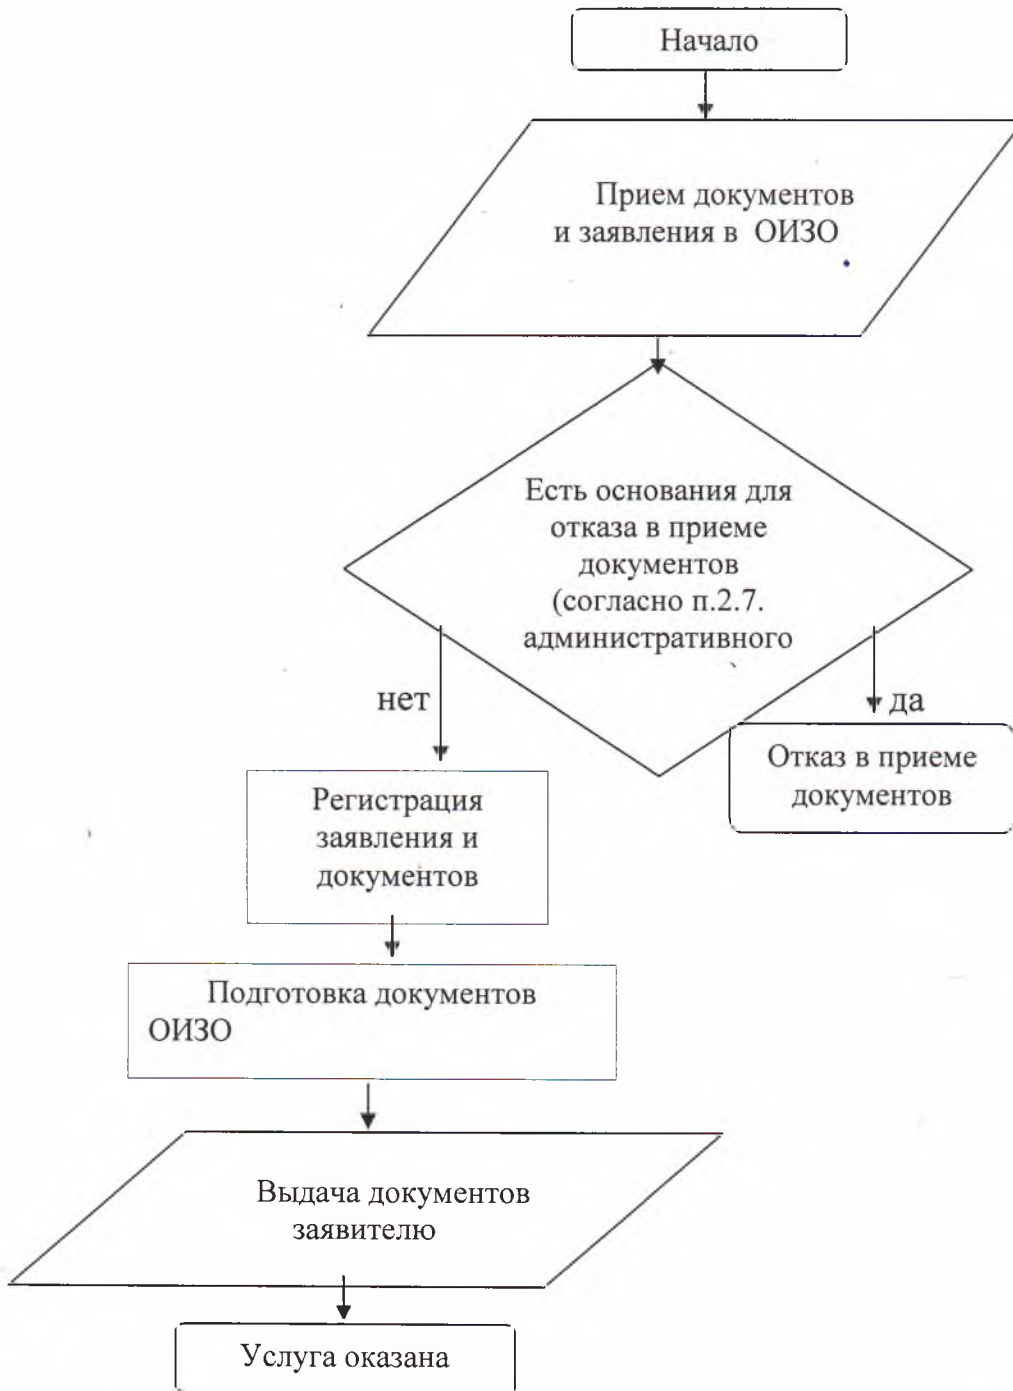 Начало
Прием документов
и заявления в ОИЗО
Есть основания для
отказа в приеме
документов
(согласно п.2.7.
административного
нет
да
Отказ в приеме
документов
Регистрация
заявления и
документов
Подготовка документов
ОИЗО
Выдача документов
заявителю
Услуга оказана